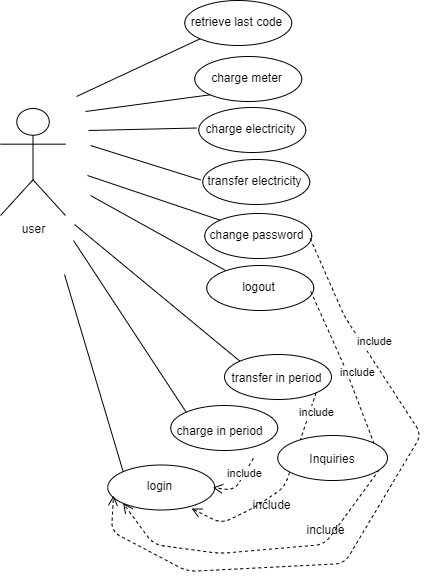 retrieve last code
charge meter
charge electricity
transfer electricity
change password
user
logout
include
include
transfer in period
include
charge in period
Inquiries
include
login
include
include